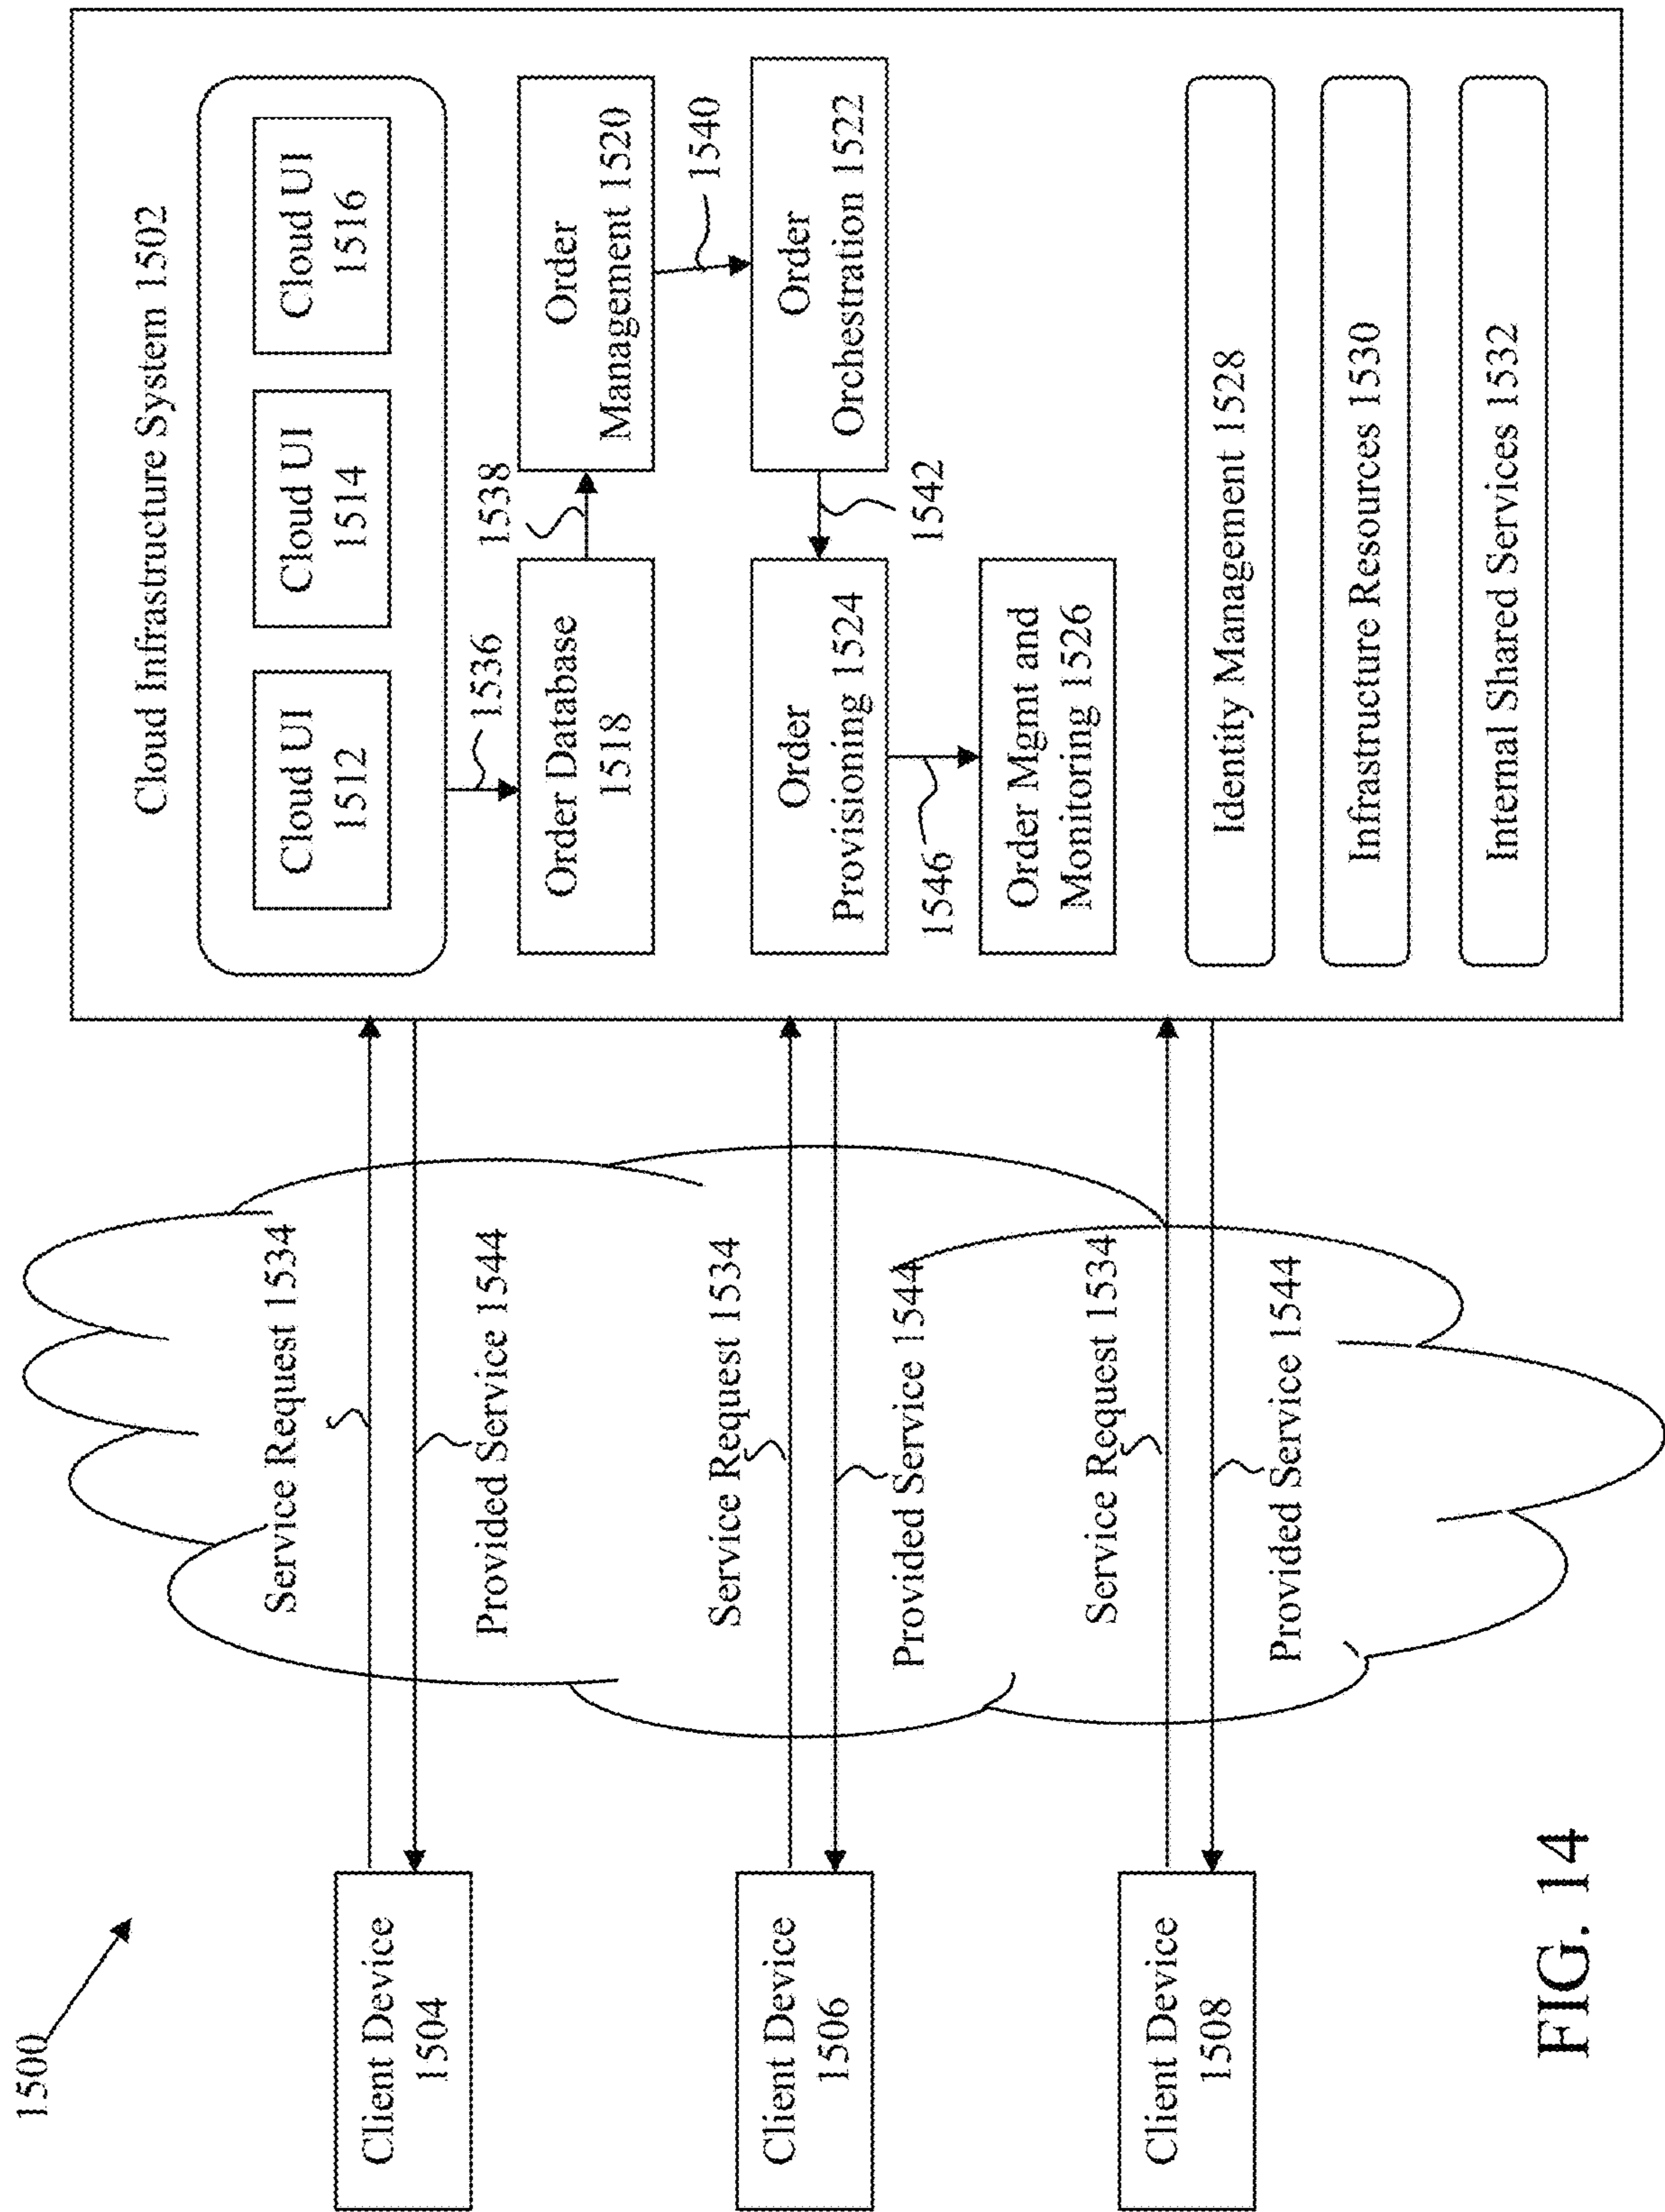 1500
Client Device
1504
Client Device
1506
Client Device
1508
Service Request 1534
Provided Service 1544
Service Request 1534
Provided Service 1544
Service Request 1534
Provided Service 1544
Cloud Infrastructure System 1502
Cloud UI
1512
Cloud UI
1514
Cloud UI
1516
1536
Order Database
1518
1538
Order
Management 1520
1540
Order
Orchestration 1522
1542
Order
Provisioning 1524
1546
Order Mgmt and
Monitoring 1526
Identity Management 1528
Infrastructure Resources 1530
Internal Shared Services 1532
FIG. 14